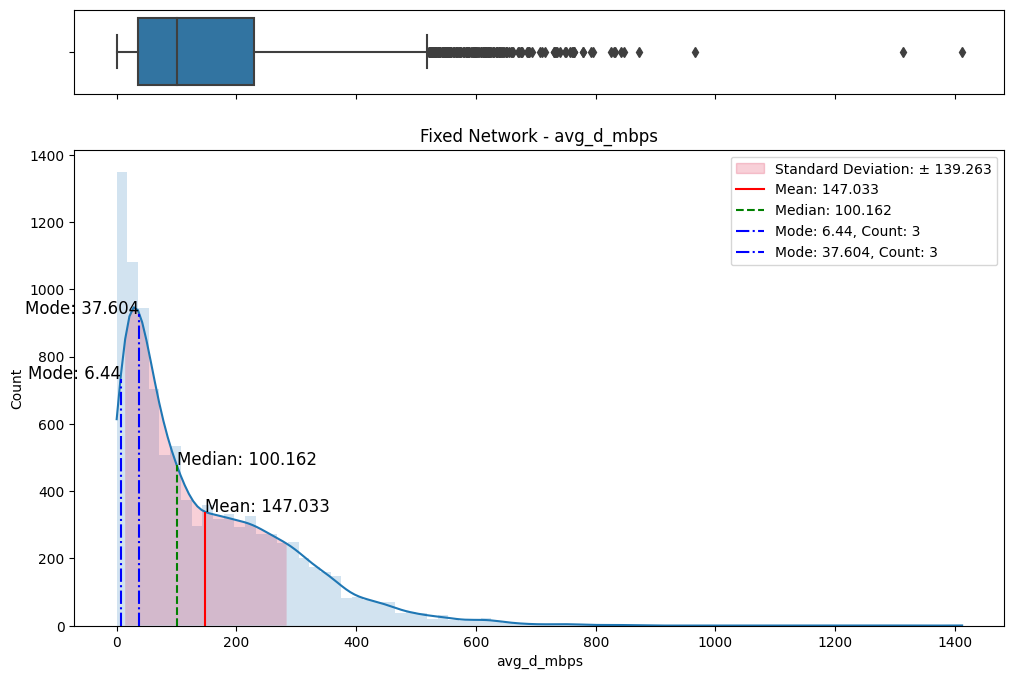 Fixed Network - avg_d_mbps
Standard Deviation: ± 139.263
Mean: 147.033
Median: 100.162
Mode: 6.44, Count: 3
Mode: 37.604, Count: 3
1400
1200
1000
800
600
400
200
0
Count
Mode: 37.604
Mode: 6.44
Median: 100.162
Mean: 147.033
0
200
400
600
800
1000
1200
1400
avg_d_mbps